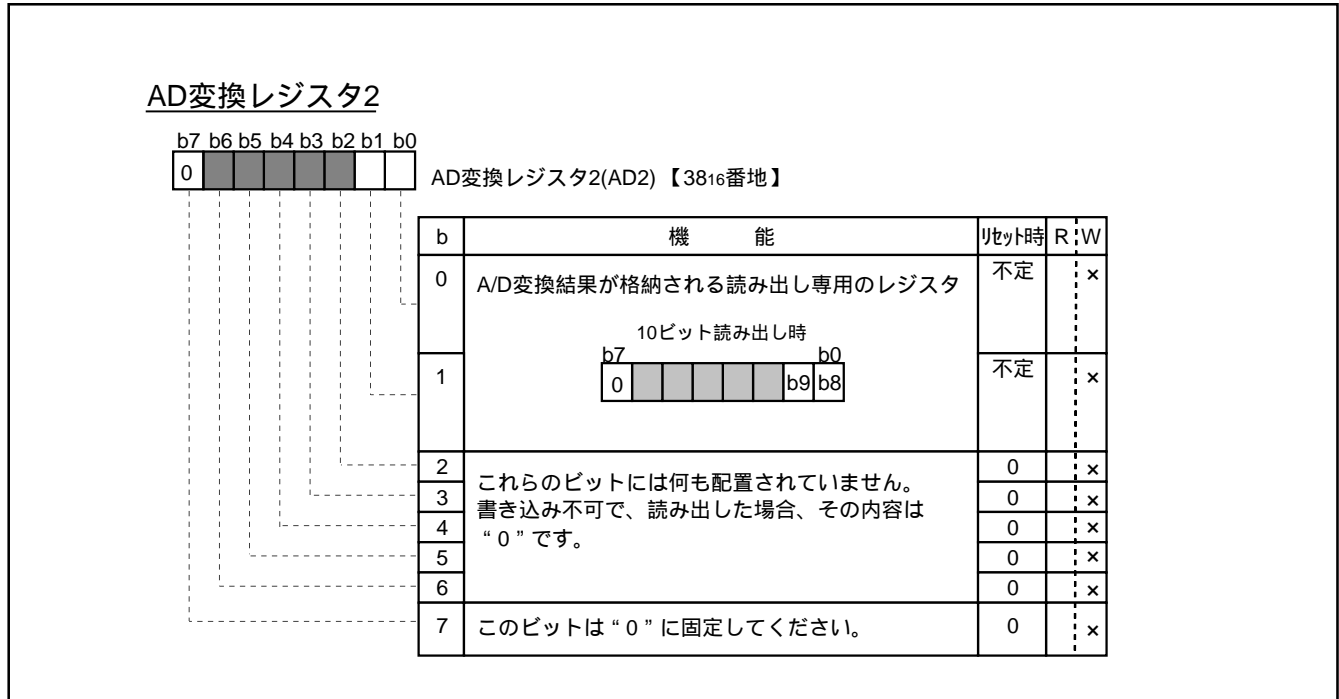 AD変換レジスタ2
b7 b6 b5 b4 b3 b2 b1 b0
0
AD変換レジスタ2(AD2)【3816番地】
b 機 能 リセット時 R W
0 A/D変換結果が格納される読み出し専用のレジスタ 不定 ×
10ビット読み出し時
b7 b0
0 b9 b8
1 不定 ×
2 0 ×
これらのビットには何も配置されていません。
3 0 ×
書き込み不可で、読み出した場合、その内容は
4 0 ×
“0”です。
5 0 ×
6 0 ×
7 このビットは“0”に固定してください。 0 ×